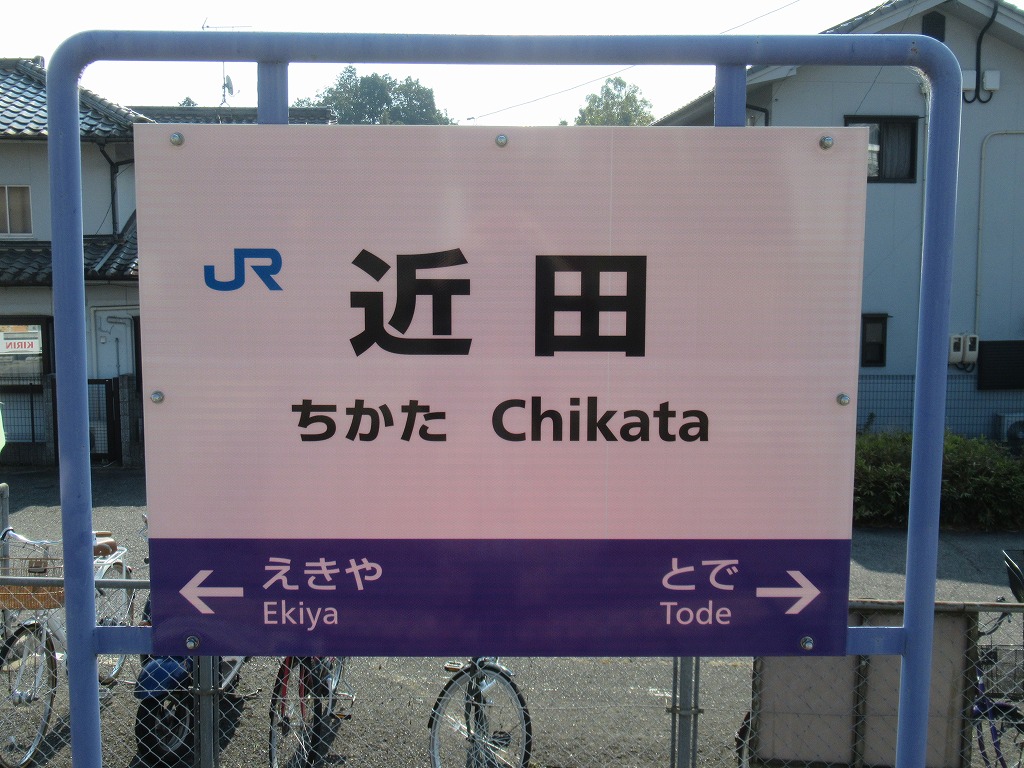 JR 近田
ちかた Chikata
← えきや とで →
Ekiya Tode
KIRIN